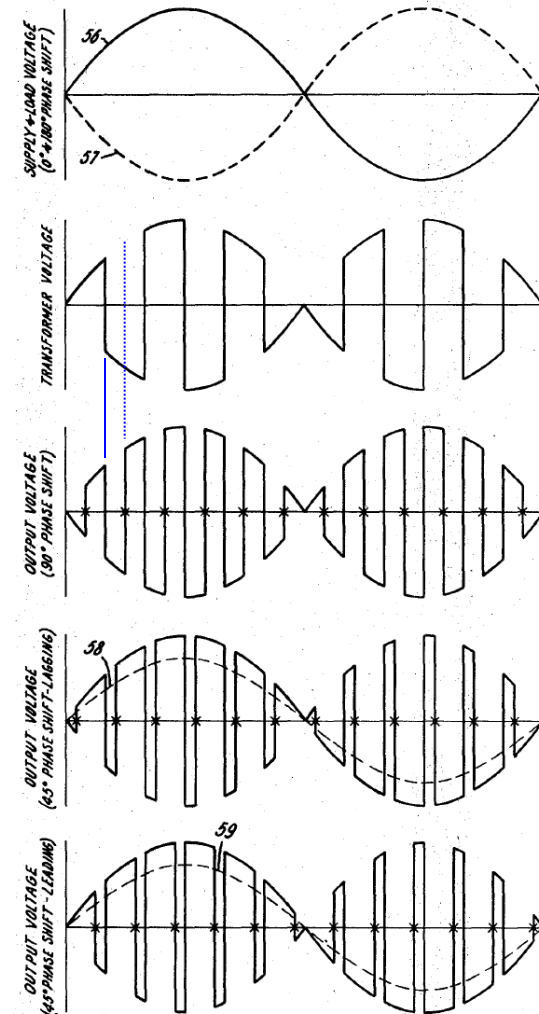 SUPPLY & LOAD VOLTAGE
(0° & 180° PHASE SHIFT)
56
57
TRANSFORMER VOLTAGE
OUTPUT VOLTAGE
(90° PHASE SHIFT)
OUTPUT VOLTAGE
(45° PHASE SHIFT-LAGGING)
58
OUTPUT VOLTAGE
(45° PHASE SHIFT-LEADING)
59